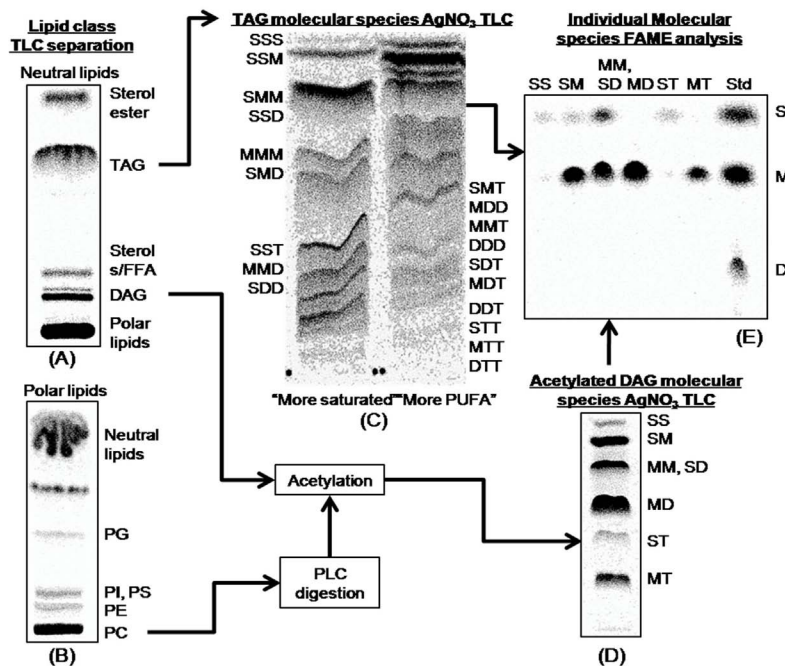 Lipid class
TLC separation
Neutral lipids
Sterol
ester
TAG
Sterol
s/FFA
DAG
Polar
lipids
(A)
Polar lipids
Neutral
lipids
PG
PI, PS
PE
PC
(B)
TAG molecular species AgNO₃ TLC
SSS
SSM
SMM
SSD
MMM
SMD
SST
MMD
SDD
SMT
MDD
MMT
DDD
SDT
MDT
DDT
STT
MTT
DTT
"More saturated""More PUFA"
(C)
Acetylation
PLC
digestion
Individual Molecular
species FAME analysis
MM,
SS SM SD MD ST MT Std
S
M
D
(E)
Acetylated DAG molecular
species AgNO₃ TLC
SS
SM
MM, SD
MD
ST
MT
(D)